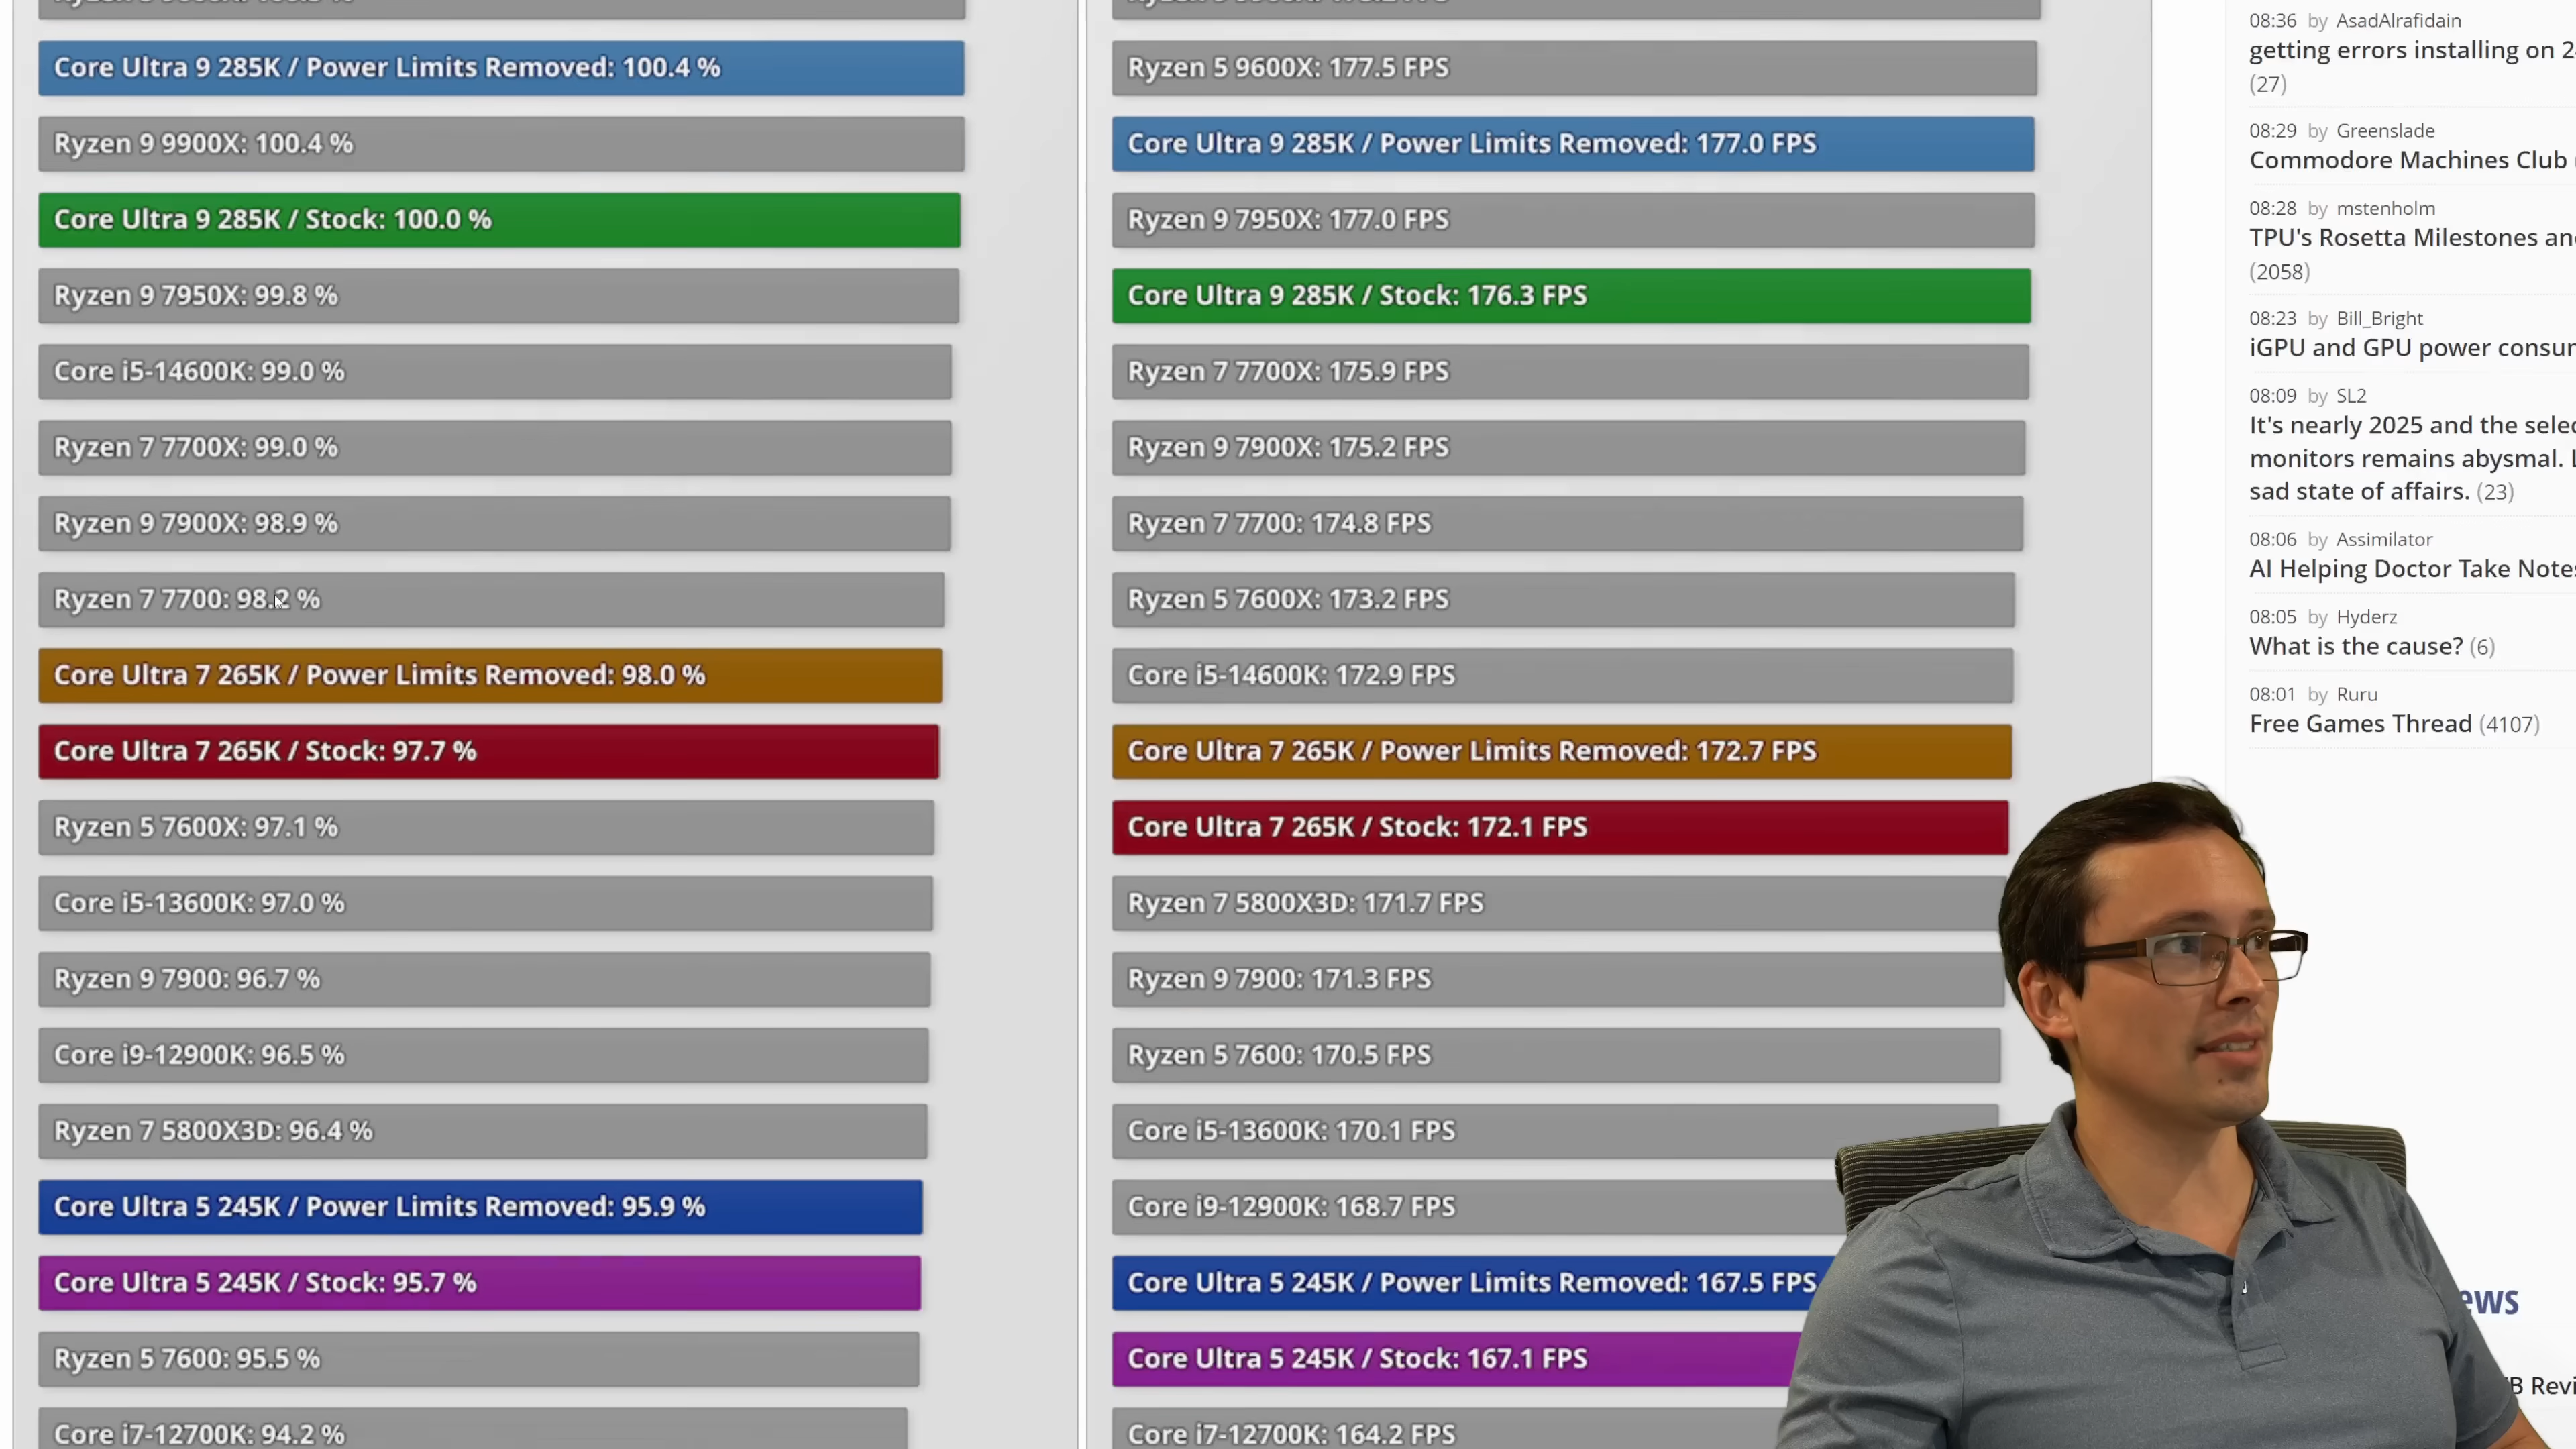 Core Ultra 9 285K / Power Limits Removed: 100.4 %
Ryzen 9 9900X: 100.4 %
Core Ultra 9 285K / Stock: 100.0 %
Ryzen 9 7950X: 99.8 %
Core i5-14600K: 99.0 %
Ryzen 7 7700X: 99.0 %
Ryzen 9 7900X: 98.9 %
Ryzen 7 7700: 98.2 %
Core Ultra 7 265K / Power Limits Removed: 98.0 %
Core Ultra 7 265K / Stock: 97.7 %
Ryzen 5 7600X: 97.1 %
Core i5-13600K: 97.0 %
Ryzen 9 7900: 96.7 %
Core i9-12900K: 96.5 %
Ryzen 7 5800X3D: 96.4 %
Core Ultra 5 245K / Power Limits Removed: 95.9 %
Core Ultra 5 245K / Stock: 95.7 %
Ryzen 5 7600: 95.5 %
Core i7-12700K: 94.2 %
Ryzen 5 9600X: 177.5 FPS
Core Ultra 9 285K / Power Limits Removed: 177.0 FPS
Ryzen 9 7950X: 177.0 FPS
Core Ultra 9 285K / Stock: 176.3 FPS
Ryzen 7 7700X: 175.9 FPS
Ryzen 9 7900X: 175.2 FPS
Ryzen 7 7700: 174.8 FPS
Ryzen 5 7600X: 173.2 FPS
Core i5-14600K: 172.9 FPS
Core Ultra 7 265K / Power Limits Removed: 172.7 FPS
Core Ultra 7 265K / Stock: 172.1 FPS
Ryzen 7 5800X3D: 171.7 FPS
Ryzen 9 7900: 171.3 FPS
Ryzen 5 7600: 170.5 FPS
Core i5-13600K: 170.1 FPS
Core i9-12900K: 168.7 FPS
Core Ultra 5 245K / Power Limits Removed: 167.5 FPS
Core Ultra 5 245K / Stock: 167.1 FPS
Core i7-12700K: 164.2 FPS
08:36 by AsadAlrafidain
getting errors installing on
(27)
08:29 by Greenslade
Commodore Machines Club
08:28 by mstenholm
TPU's Rosetta Milestones
(2058)
08:23 by Bill_Bright
iGPU and GPU power
08:09 by SL2
It's nearly 2025 and the
monitors remains abysmal.
sad state of affairs. (23)
08:06 by Assimilator
AI Helping Doctor Take
08:05 by Hyderz
What is the cause? (6)
08:01 by Ruru
Free Games Thread (4107)